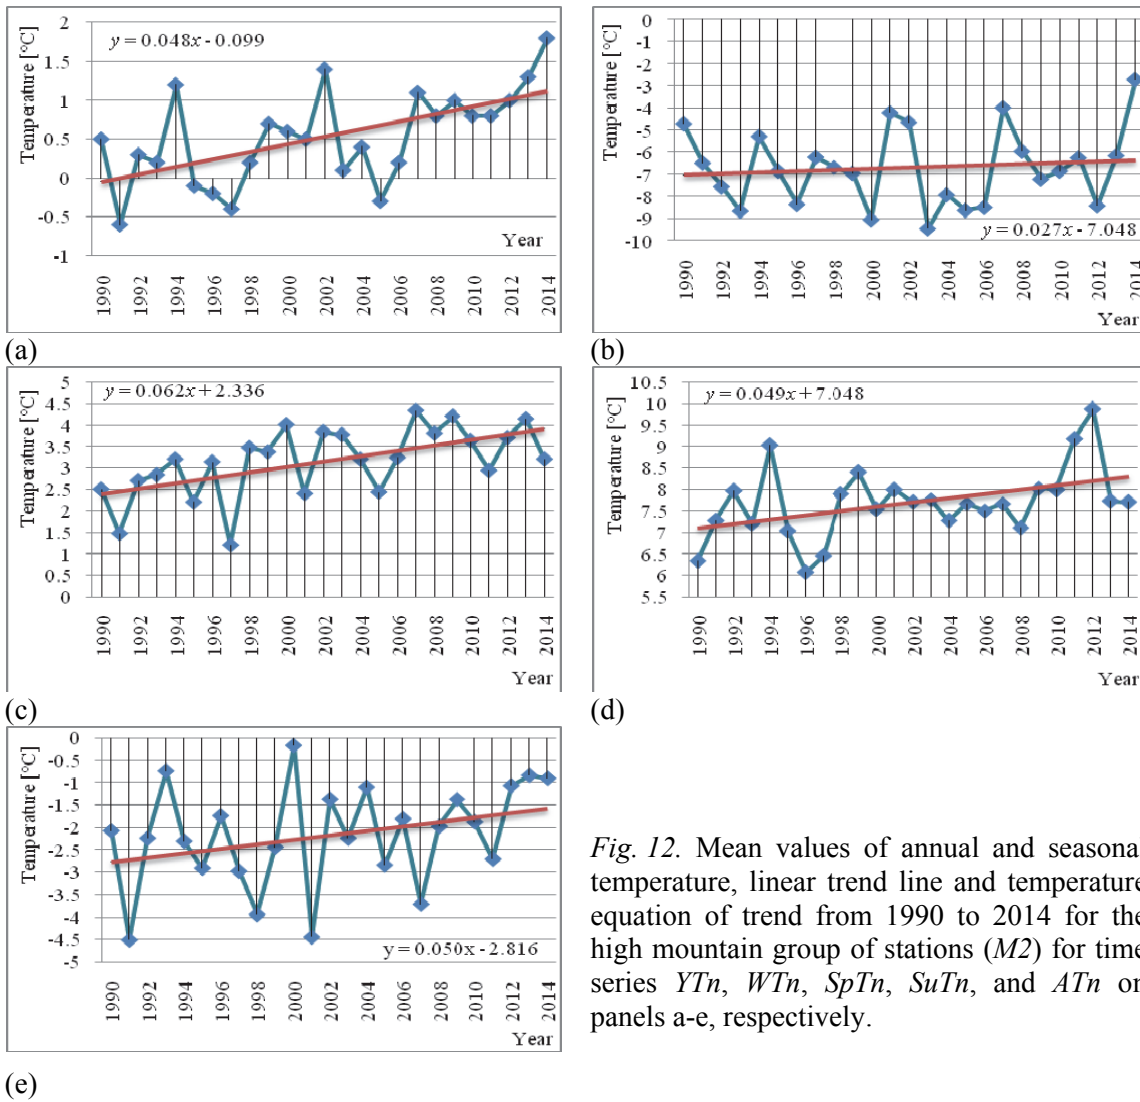 Temperature [°C]
2
1.5
1
0.5
0
-0.5
-1
y = 0.048x - 0.099
Year
1990 1992 1994 1996 1998 2000 2002 2004 2006 2008 2010 2012 2014
(a)
Temperature [°C]
0
-1
-2
-3
-4
-5
-6
-7
-8
-9
-10
y = 0.027x - 7.048
1990 1992 1994 1996 1998 2000 2002 2004 2006 2008 2010 2012 2014
Year
(b)
Temperature [°C]
5
4.5
4
3.5
3
2.5
2
1.5
1
0.5
0
y = 0.062x + 2.336
1990 1992 1994 1996 1998 2000 2002 2004 2006 2008 2010 2012 2014
Year
(c)
Temperature [°C]
10.5
10
9.5
9
8.5
8
7.5
7
6.5
6
5.5
y = 0.049x + 7.048
1990 1992 1994 1996 1998 2000 2002 2004 2006 2008 2010 2012 2014
Year
(d)
Temperature [°C]
0
-0.5
-1
-1.5
-2
-2.5
-3
-3.5
-4
-4.5
-5
y = 0.050x - 2.816
1990 1992 1994 1996 1998 2000 2002 2004 2006 2008 2010 2012 2014
Year
(e)
Fig. 12. Mean values of annual and seasona
temperature, linear trend line and temperature
equation of trend from 1990 to 2014 for the
high mountain group of stations (M2) for time
series YTn, WTn, SpTn, SuTn, and ATn on
panels a-e, respectively.